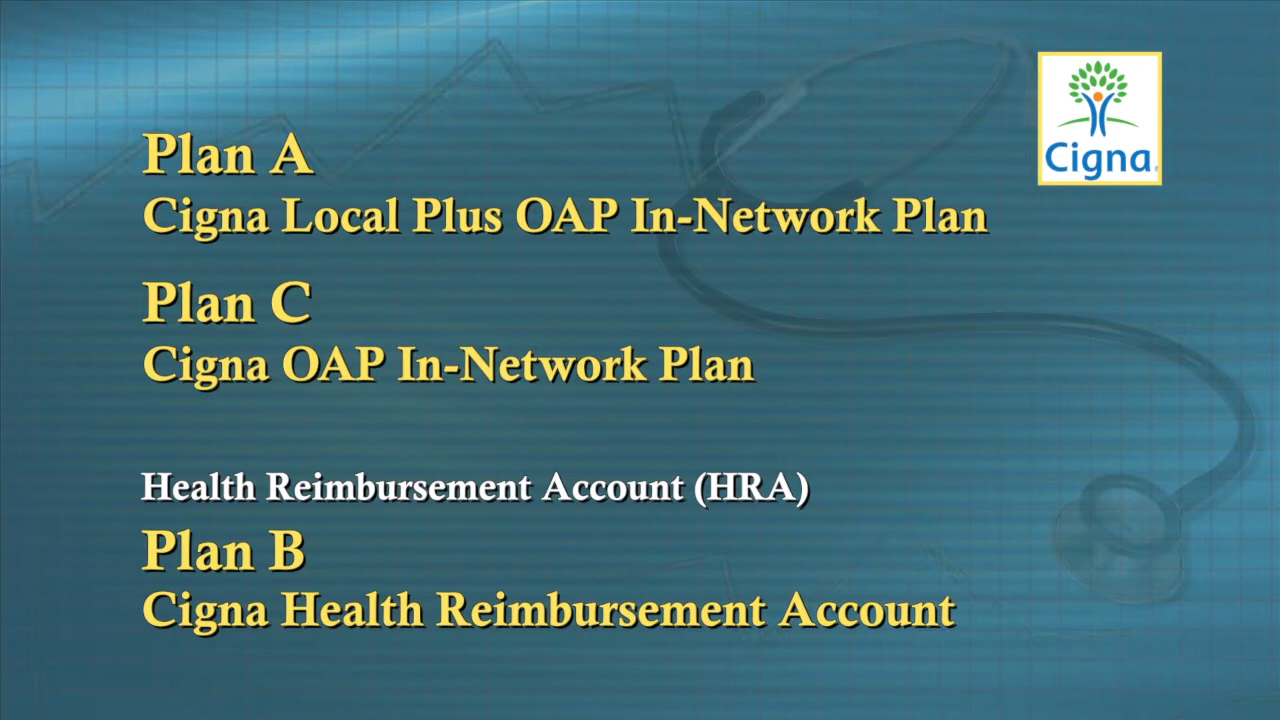 Cigna
Plan A
Cigna Local Plus OAP In-Network Plan
Plan C
Cigna OAP In-Network Plan
Health Reimbursement Account (HRA)
Plan B
Cigna Health Reimbursement Account